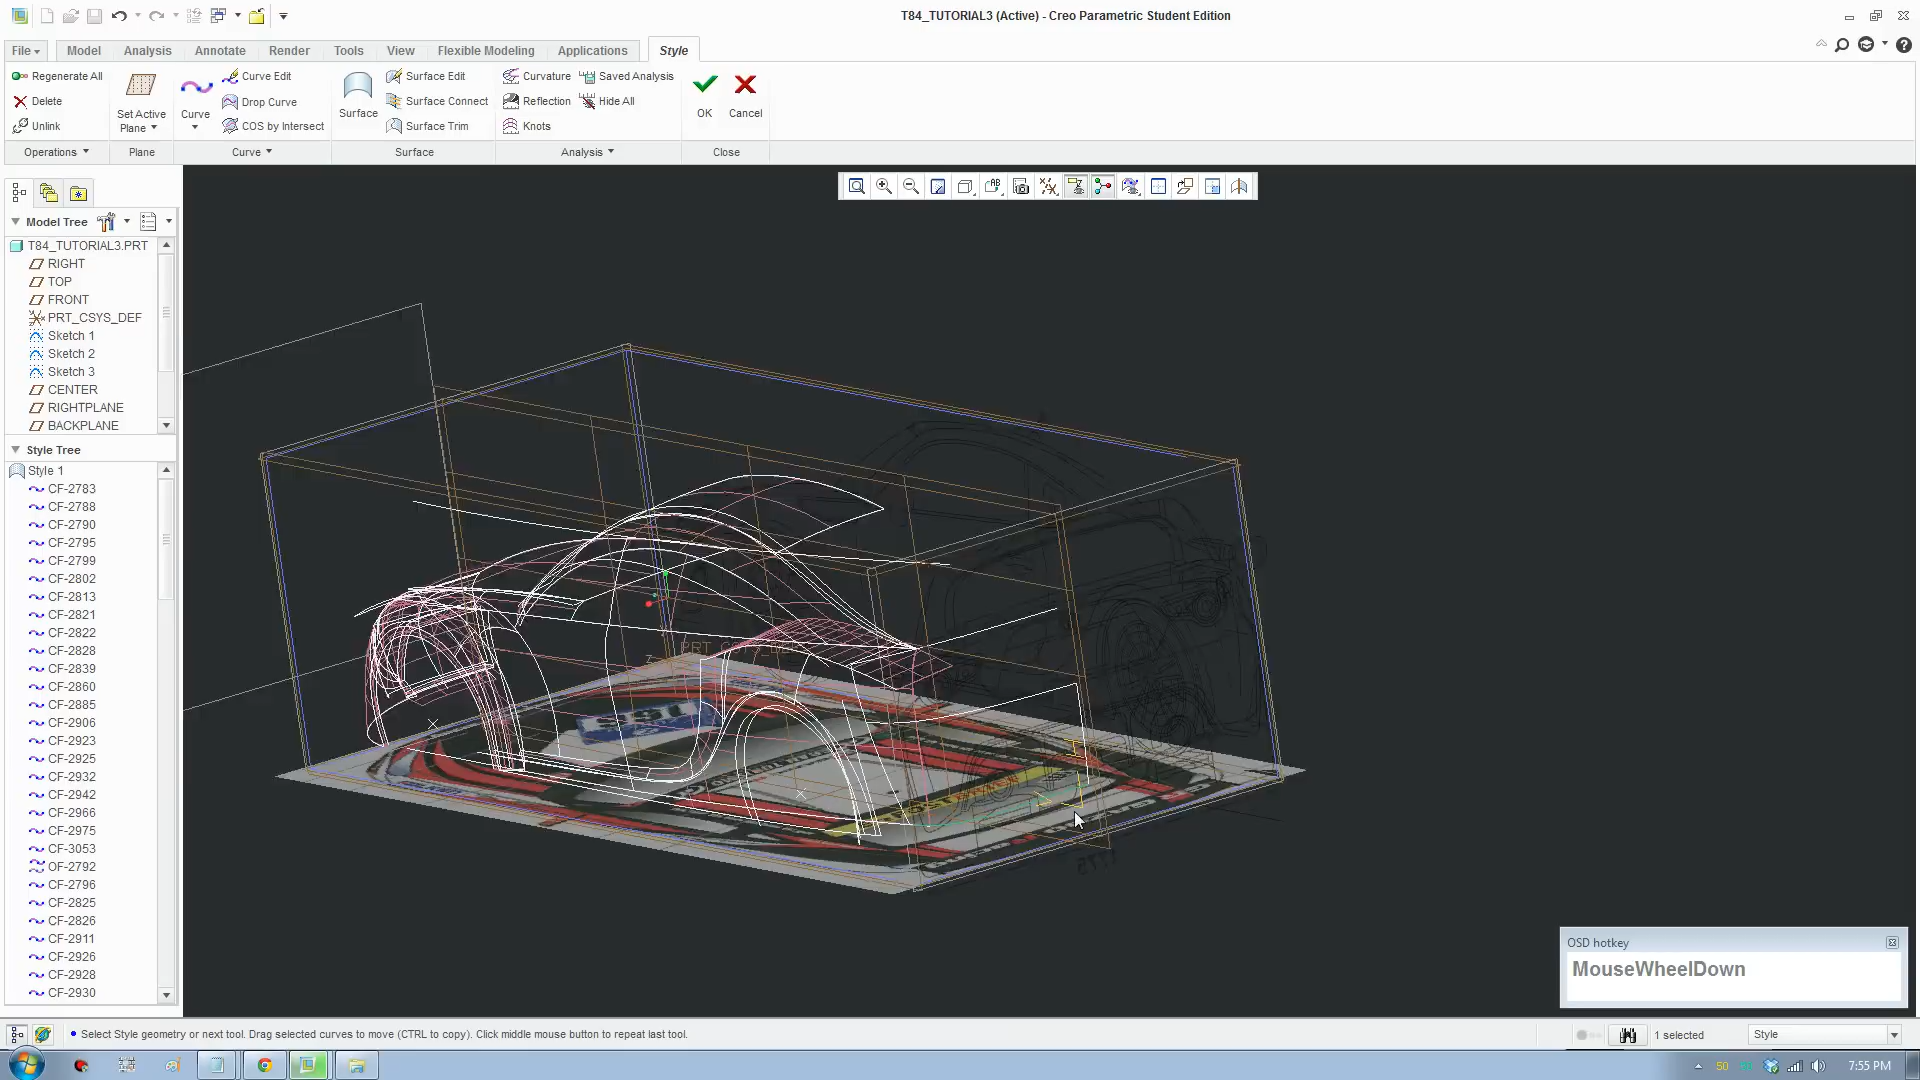 T84_TUTORIAL3 (Active) - Creo Parametric Student Edition
File Model Analysis Annotate Render Tools View Flexible Modeling Applications Style
Regenerate All
Delete
Unlink
Set Active
Plane
Curve
Curve Edit
Drop Curve
COS by Intersect
Surface
Surface Edit
Surface Connect
Surface Trim
Curvature
Reflection
Knots
Saved Analysis
Hide All
OK
Cancel
Operations Plane Curve Surface Analysis Close
Model Tree
T84_TUTORIAL3.PRT
RIGHT
TOP
FRONT
PRT_CSYS_DEF
Sketch 1
Sketch 2
Sketch 3
CENTER
RIGHTPLANE
BACKPLANE
Style Tree
Style 1
CF-2783
CF-2788
CF-2790
CF-2795
CF-2799
CF-2802
CF-2813
CF-2821
CF-2822
CF-2828
CF-2839
CF-2860
CF-2885
CF-2906
CF-2923
CF-2925
CF-2932
CF-2942
CF-2966
CF-2975
CF-3053
OF-2792
CF-2796
CF-2825
CF-2826
CF-2911
CF-2926
CF-2928
CF-2930
OSD hotkey
MouseWheelDown
Select Style geometry or next tool. Drag selected curves to move (CTRL to copy). Click middle mouse button to repeat last tool.
1 selected
Style
50
7:55 PM